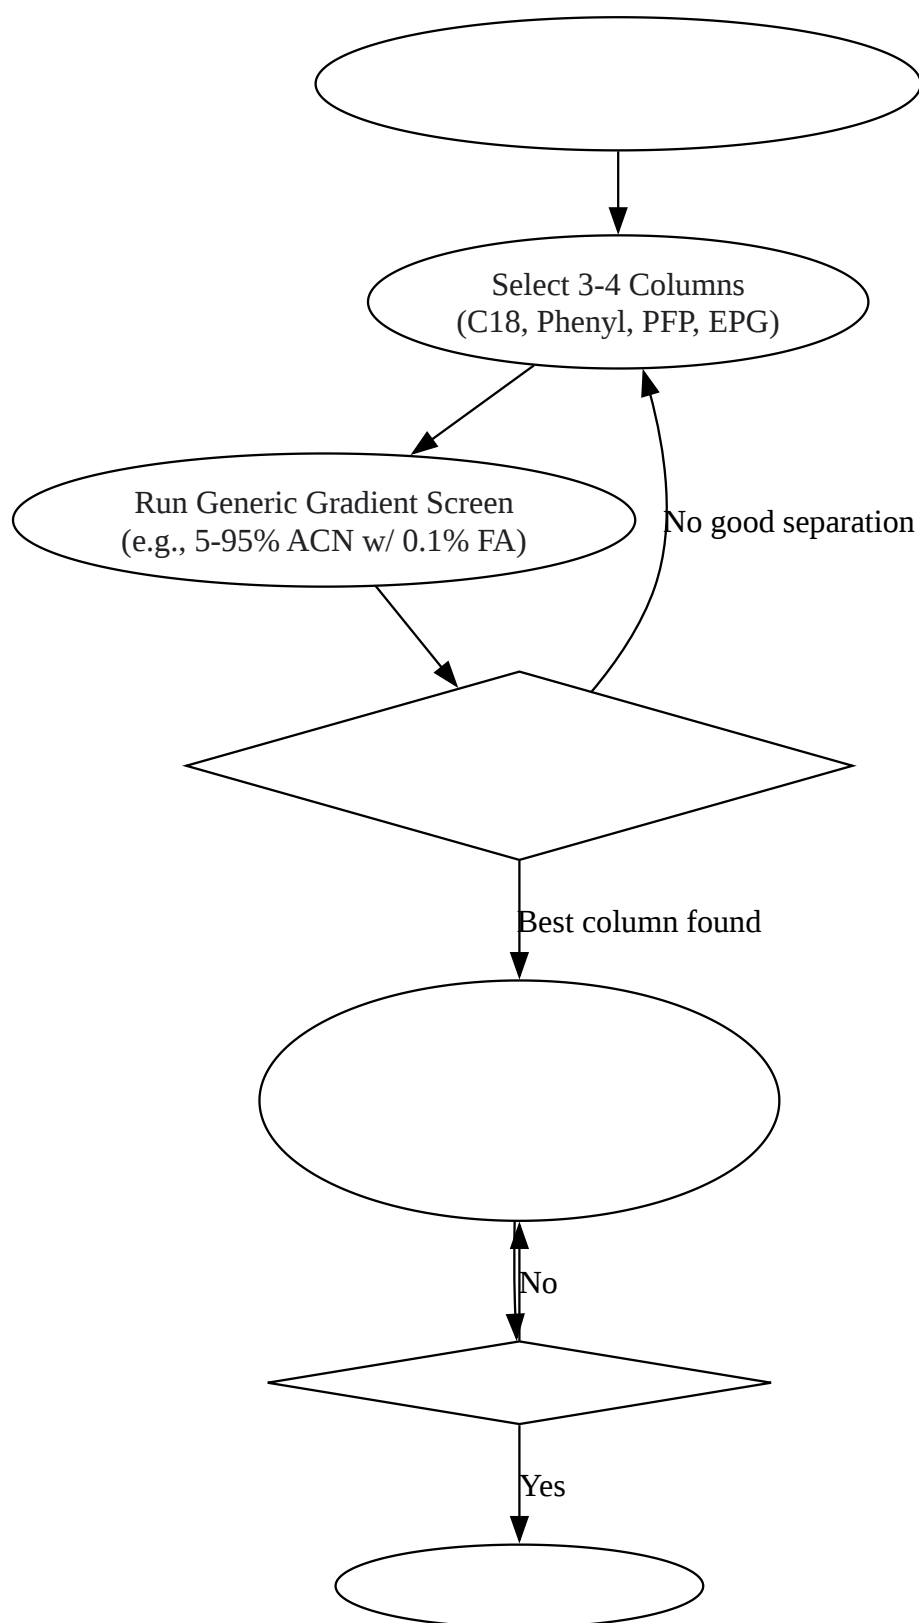 Select 3-4 Columns
(C18, Phenyl, PFP, EPG)
Run Generic Gradient Screen
(e.g., 5-95% ACN w/ 0.1% FA)
No good separation
Best column found
No
Yes